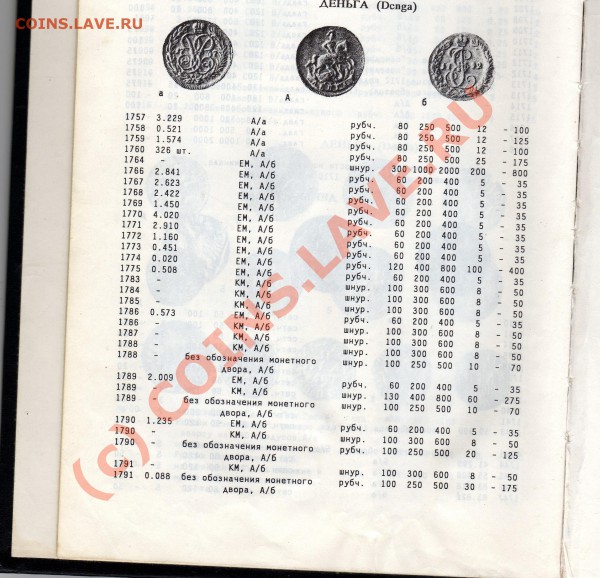 COINS.LAVE.RU
COINS.LAVE.RU
ДЕНЬГА (Denga)
а А б
1757 3.229 А/а рубч. 80 250 500 12 - 100
1758 0.521 А/а рубч. 80 250 500 12 - 125
1759 1.574 А/а рубч. 80 250 500 12 - 100
1760 326 шт. А/а рубч. 80 250 500 25 - 175
1764 - ЕМ, А/б шнур. 300 1000 2000 200 - 800
1766 2.841 ЕМ, А/б рубч. 60 200 400 5 - 35
1767 2.623 ЕМ, А/б рубч. 60 200 400 5 - 35
1768 2.422 ЕМ, А/б рубч. 60 200 400 5 - 35
1769 1.450 ЕМ, А/б рубч. 60 200 400 5 - 35
1770 4.020 ЕМ, А/б рубч. 60 200 400 5 - 35
1771 2.910 ЕМ, А/б рубч. 60 200 400 5 - 35
1772 1.160 ЕМ, А/б рубч. 60 200 400 5 - 35
1773 0.451 ЕМ, А/б рубч. 60 200 400 5 - 35
1774 0.020 ЕМ, А/б рубч. 120 400 800 100 - 400
1775 0.508 ЕМ, А/б рубч. 60 200 400 5 - 35
1783 - КМ, А/б шнур. 100 300 600 8 - 50
1784 - КМ, А/б шнур. 100 300 600 8 - 50
1785 - КМ, А/б шнур. 100 300 600 8 - 50
1786 0.573 ЕМ, А/б рубч. 60 200 400 5 - 35
1786 - КМ, А/б шнур. 100 300 600 8 - 50
1787 - КМ, А/б шнур. 100 300 600 8 - 50
1788 - КМ, А/б шнур. 100 300 600 8 - 50
1788 - без обозначения монетного
двора, А/б шнур. 100 250 500 10 - 70
1789 2.009 ЕМ, А/б рубч. 60 200 400 5 - 35
1789 - КМ, А/б шнур. 130 400 800 60 - 275
1789 - без обозначения монетного
двора, А/б шнур. 100 250 500 10 - 70
1790 1.235 ЕМ, А/б рубч. 60 200 400 5 - 35
1790 - КМ, А/б шнур. 100 300 600 8 - 50
1790 - без обозначения монетного
двора, А/б шнур. 100 250 500 20 - 125
1791 - КМ, А/б шнур. 100 300 600 8 - 50
1791 0.088 без обозначения монетного
двора, А/б рубч. 100 250 500 30 - 175
(c) COINS.LAVE.RU